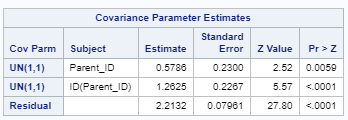 Covariance Parameter Estimates
Cov Parm Subject Estimate Standard Error Z Value Pr > Z
UN(1,1) Parent_ID 0.5786 0.2300 2.52 0.0059
UN(1,1) ID(Parent_ID) 1.2625 0.2267 5.57 <.0001
Residual 2.2132 0.07961 27.80 <.0001